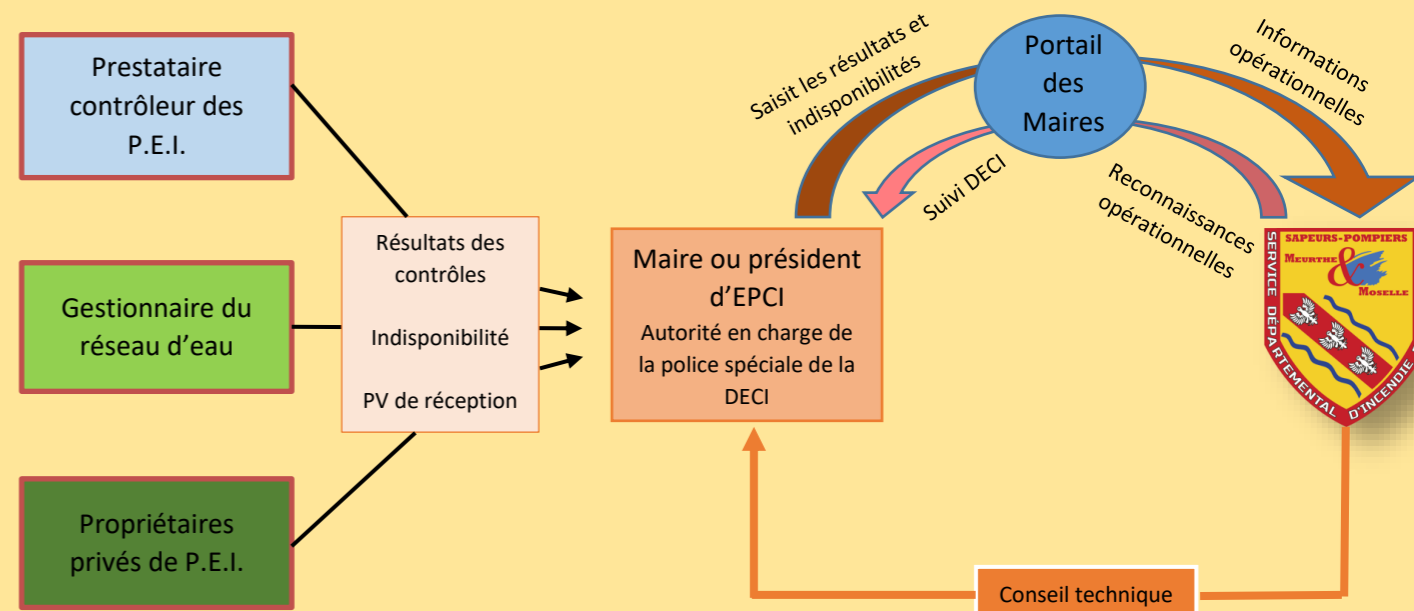 Prestataire
contrôleur des
P.E.I.
Gestionnaire du
réseau d’eau
Propriétaires
privés de P.E.I.
Résultats des
contrôles
Indisponibilité
PV de réception
Maire ou président
d’EPCI
Autorité en charge de
la police spéciale de la
DECI
Saisit les résultats et
indisponibilités
Suivi DECI
Portail
des
Maires
Informations
opérationnelles
Reconnaissances
opérationnelles
SAPEURS-POMPIERS
MEURTHE
&
MOSELLE
SERVICE DÉPARTEMENTAL D'INCENDIE
Conseil technique